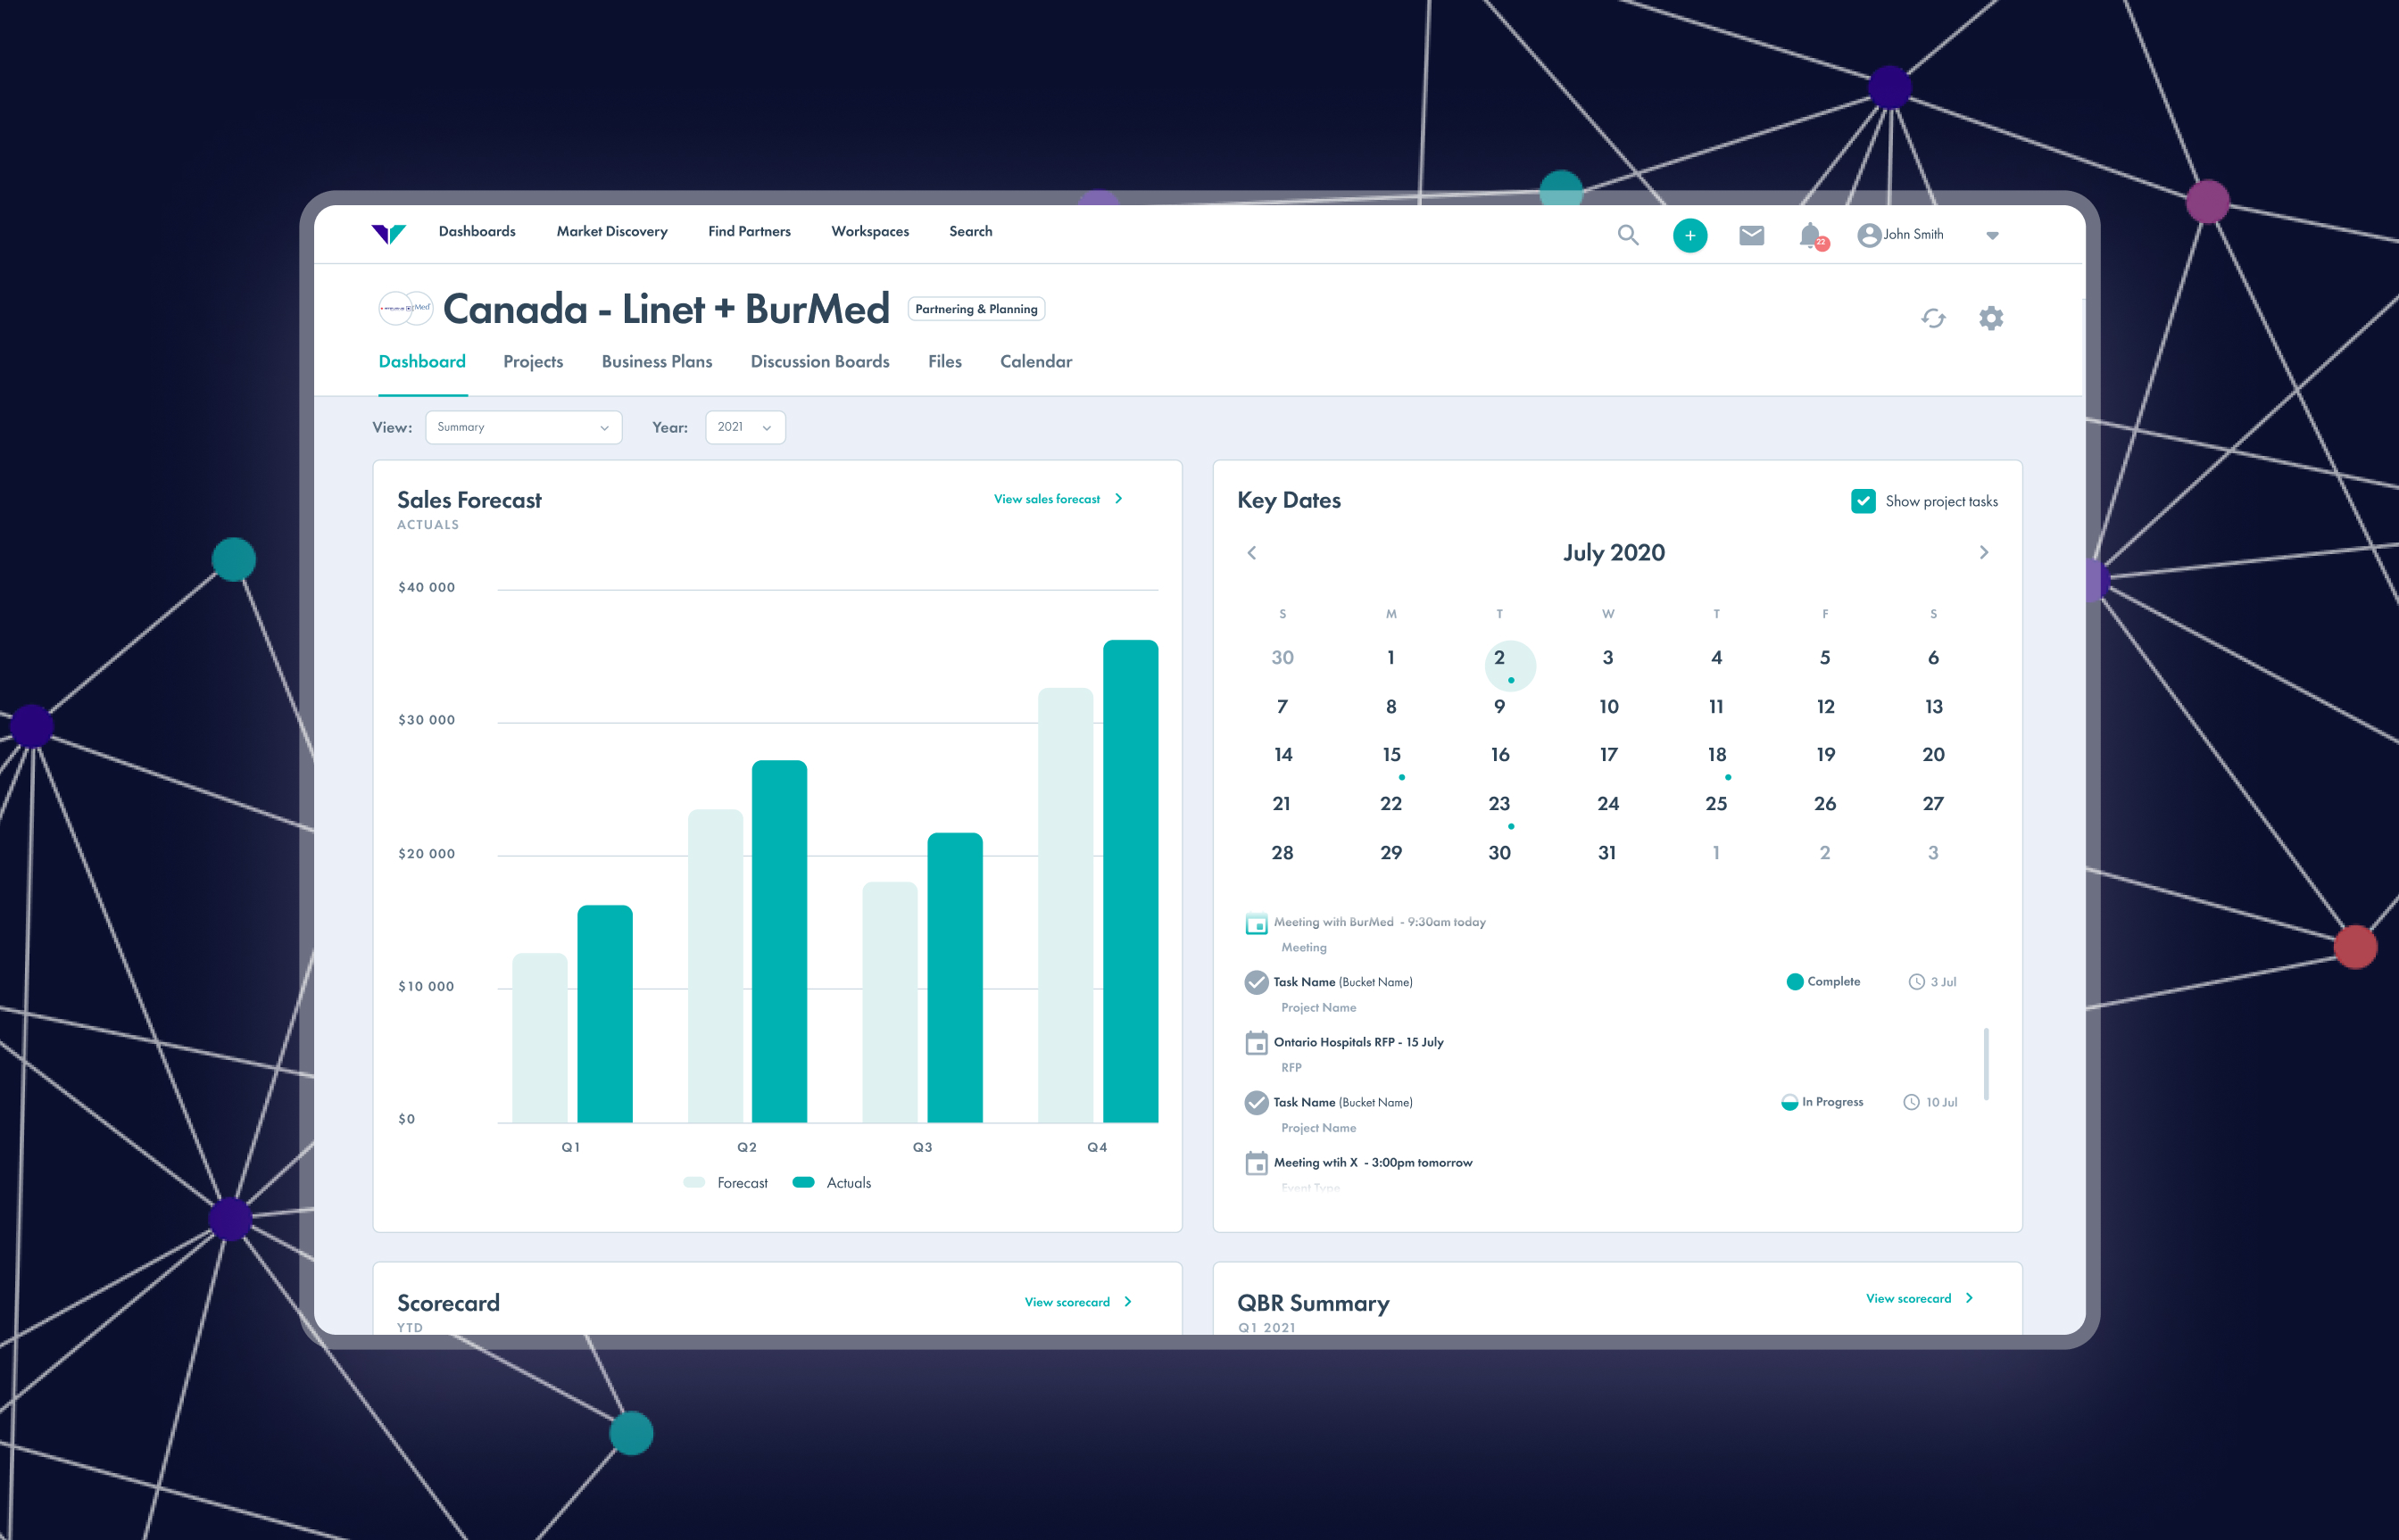 Dashboards Market Discovery Find Partners Workspaces Search
+ 22 John Smith
Med
Canada - Linet + BurMed Partnering & Planning
Dashboard Projects Business Plans Discussion Boards Files Calendar
View: Summary Year: 2021
Sales Forecast View sales forecast
ACTUALS
$40 000
$30 000
$20 000
$10 000
$0
Q1 Q2 Q3 Q4
Forecast Actuals
Key Dates Show project tasks
July 2020
S M T W T F S
30 1 2 3 4 5 6
7 8 9 10 11 12 13
14 15 16 17 18 19 20
21 22 23 24 25 26 27
28 29 30 31 1 2 3
Meeting with BurMed - 9:30am today
Meeting
Task Name (Bucket Name) Complete 3 Jul
Project Name
Ontario Hospitals RFP - 15 July
RFP
Task Name (Bucket Name) In Progress 10 Jul
Project Name
Meeting wtih X - 3:00pm tomorrow
Event Type
Scorecard View scorecard
YTD
QBR Summary View scorecard
Q1 2021